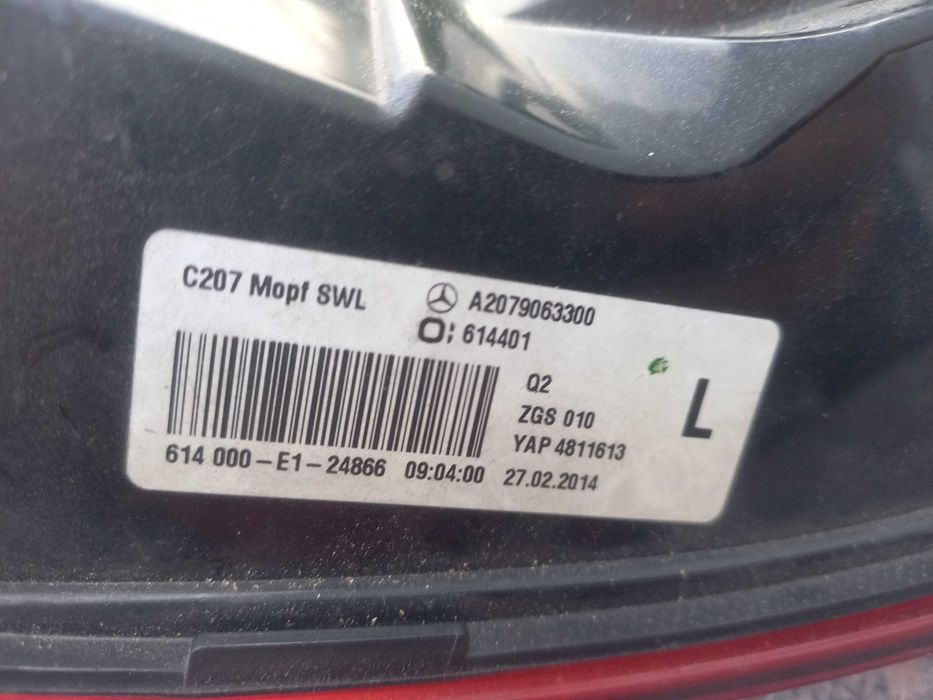 C207 Mopf SWL
A2079063300
O; 614401
Q2
ZGS 010
YAP 4811613
L
614 000-E1-24866 09:04:00 27.02.2014